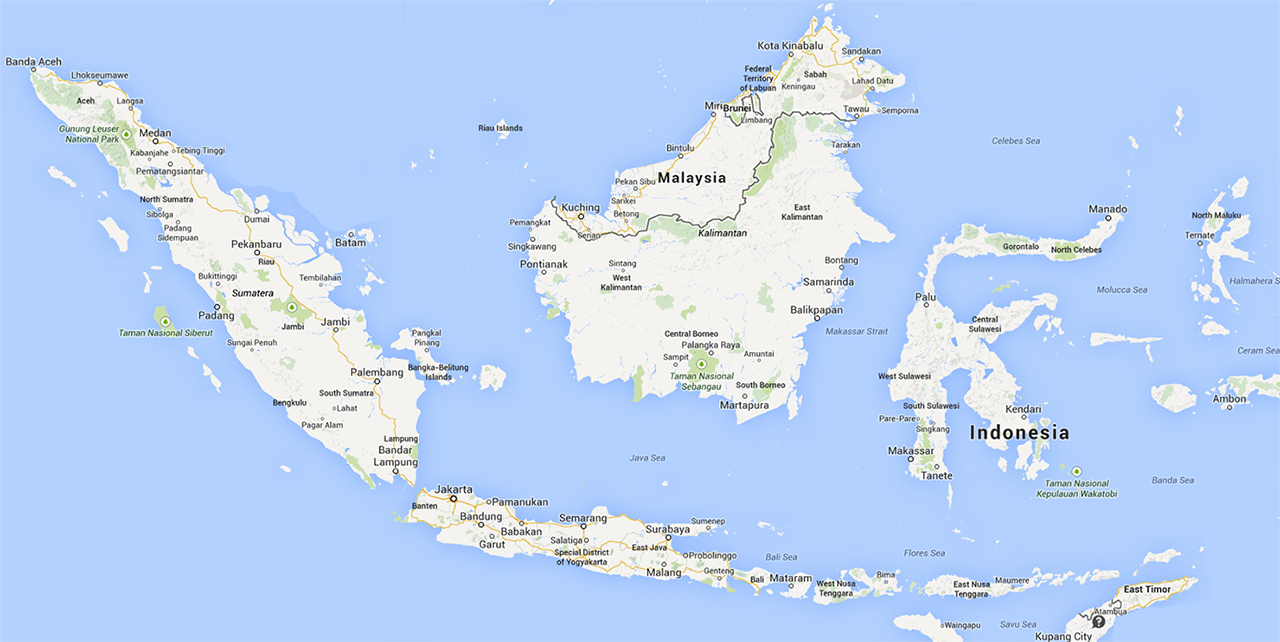 Banda Aceh
Lhokseumawe
Aceh
Langsa
Gunung Leuser
National Park
Medan
Kabanjahe
Tebing Tinggi
Pematangsiantar
North Sumatra
Sibolga
Padang
Sidempuan
Dumai
Pekanbaru
Riau
Batam
Bukittinggi
Tembilahan
Sumatera
Padang
Taman Nasional Siberut
Jambi
Jambi
Sungai Penuh
Pangkal
Pinang
Bangka-Belitung
Islands
Palembang
South Sumatra
Bengkulu
Lahat
Pagar Alam
Lampung
Bandar
Lampung
Riau Islands
Kota Kinabalu
Sandakan
Federal
Territory
of Labuan
Sabah
Keningau
Lahad Datu
Miri
Brunei
Limbang
Tawau
Semporna
Bintulu
Tarakan
Malaysia
Pekan Sibu
Sarikei
Betong
Kuching
Serian
Pemangkat
Singkawang
Pontianak
Kalimantan
East
Kalimantan
Sintang
West
Kalimantan
Bontang
Samarinda
Balikpapan
Makassar Strait
Central Borneo
Palangka Raya
Sampit
Amuntai
Taman Nasional
Sebangau
South Borneo
Martapura
Celebes Sea
Manado
Gorontalo
North Celebes
North Maluku
Ternate
Halmahera S
Molucca Sea
Palu
Central
Sulawesi
West Sulawesi
South Sulawesi
Pare-Pare
Singkang
Kendari
Indonesia
Makassar
Tanete
Taman Nasional
Kepulauan Wakatobi
Ceram Sea
Ambon
Banda Sea
Java Sea
Jakarta
Banten
Pamanukan
Bandung
Babakan
Garut
Semarang
Salatiga
Special District
of Yogyakarta
Surabaya
Sumenep
East Java
Probolinggo
Malang
Genteng
Bali Sea
Bali
Mataram
West Nusa
Tenggara
Bima
Flores Sea
East Nusa
Tenggara
Maumere
East Timor
Atambua
?
Kupang City
Savu Sea
Waingapu